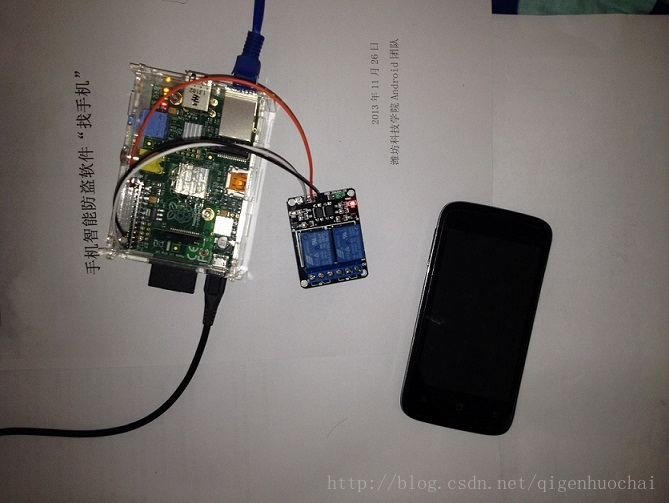 手机智能防盗软件“找手机”
2013年11月26日
潍坊科技学院Android团队
http://blog.csdn.net/qigenhuochai